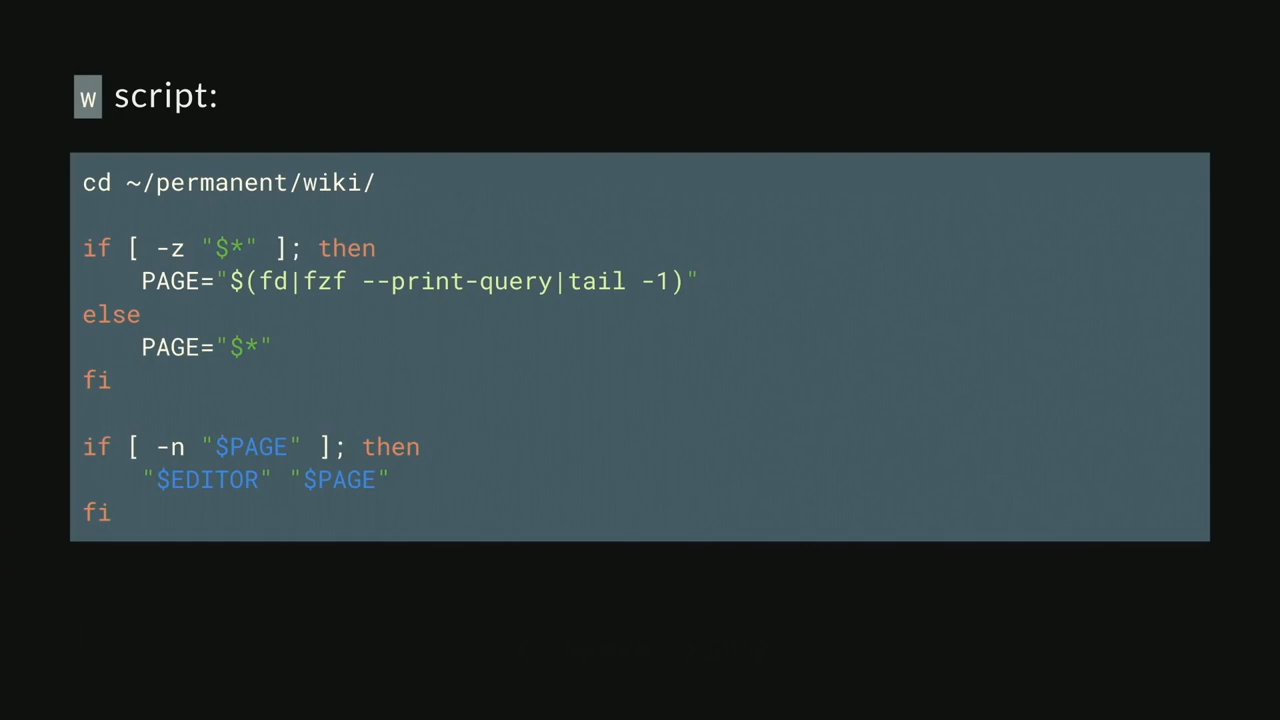 w script:
cd ~/permanent/wiki/
if [ -z "$*" ]; then
PAGE="$(fd|fzf --print-query|tail -1)"
else
PAGE="$*"
fi
if [ -n "$PAGE" ]; then
"$EDITOR" "$PAGE"
fi